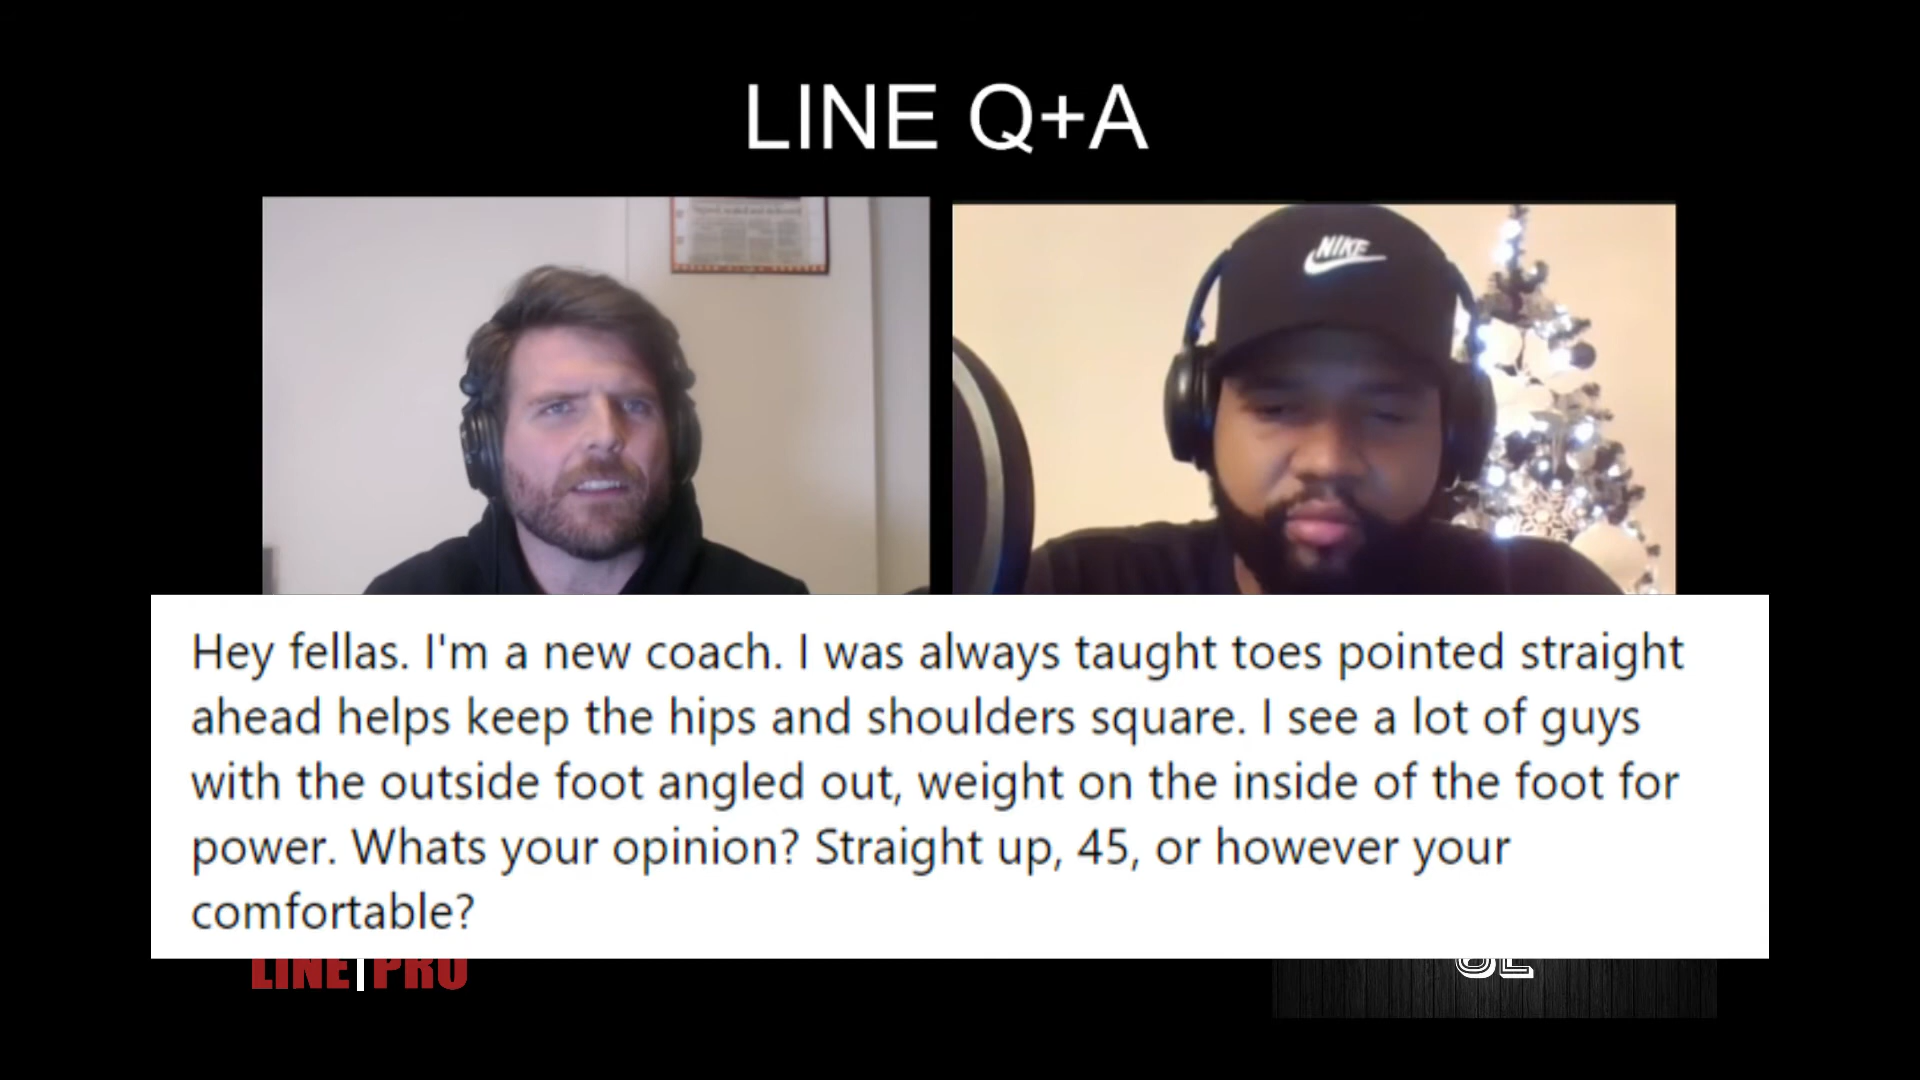 LINE Q+A
NIKE
Hey fellas. I'm a new coach. I was always taught toes pointed straight
ahead helps keep the hips and shoulders square. I see a lot of guys
with the outside foot angled out, weight on the inside of the foot for
power. Whats your opinion? Straight up, 45, or however your
comfortable?
LINE|PRO